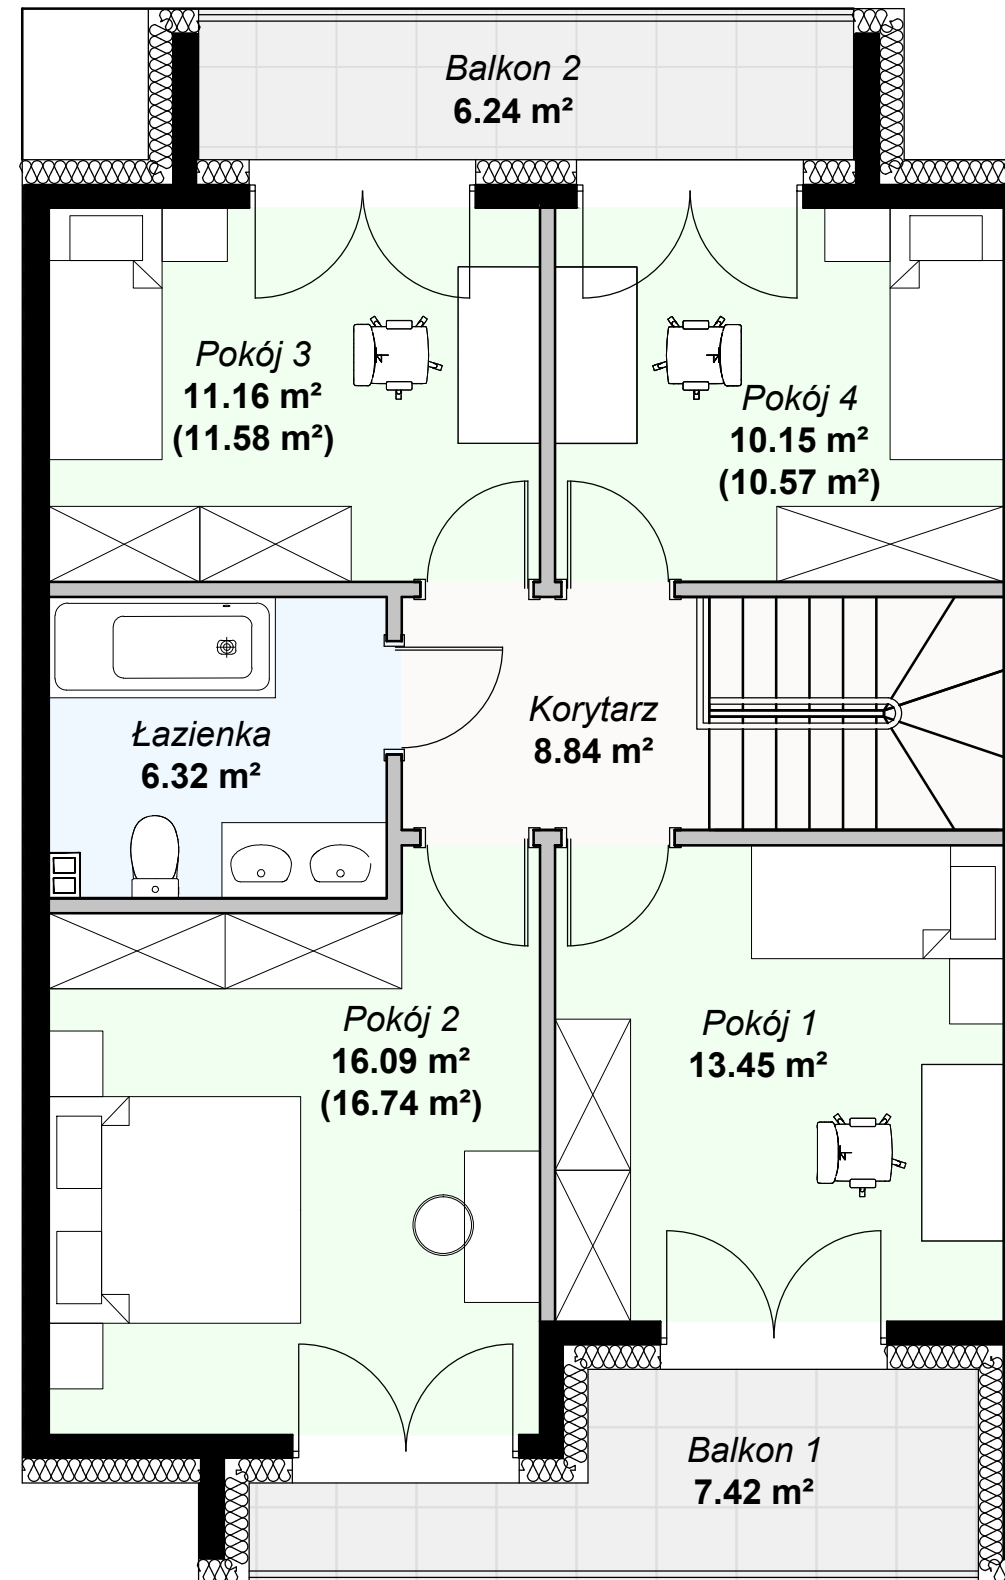 Balkon 2
6.24 m²
Pokój 3
11.16 m²
(11.58 m²)
Pokój 4
10.15 m²
(10.57 m²)
Łazienka
6.32 m²
Korytarz
8.84 m²
Pokój 2
16.09 m²
(16.74 m²)
Pokój 1
13.45 m²
Balkon 1
7.42 m²